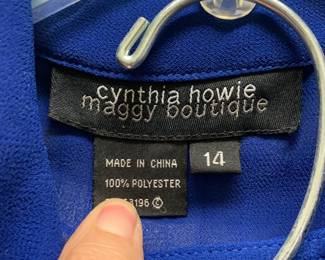 cynthia howie
maggy boutique
MADE IN CHINA
100% POLYESTER
14